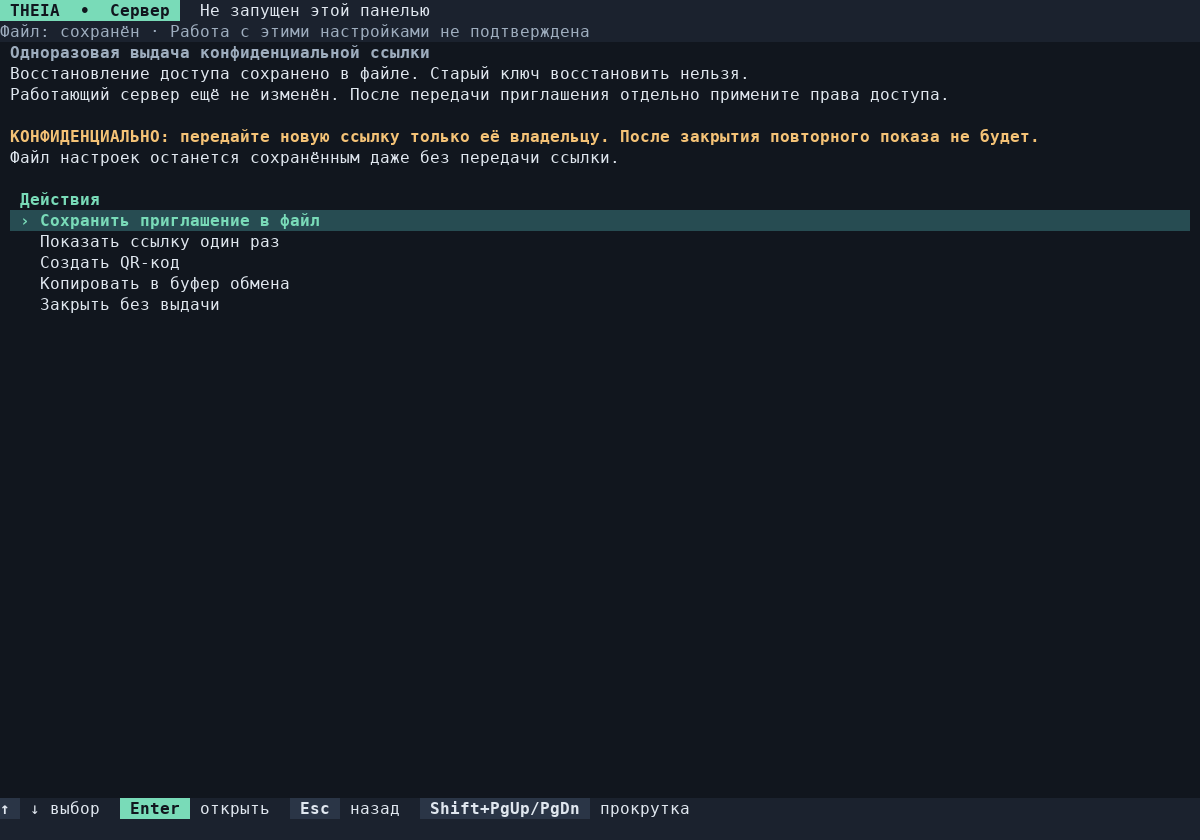 THEIA • Сервер Не запущен этой панелью
Файл: сохранён · Работа с этими настройками не подтверждена
Одноразовая выдача конфиденциальной ссылки
Восстановление доступа сохранено в файле. Старый ключ восстановить нельзя.
Работающий сервер ещё не изменён. После передачи приглашения отдельно примените права доступа.
КОНФИДЕНЦИАЛЬНО: передайте новую ссылку только её владельцу. После закрытия повторного показа не будет.
Файл настроек останется сохранённым даже без передачи ссылки.
Действия
› Сохранить приглашение в файл
Показать ссылку один раз
Создать QR-код
Копировать в буфер обмена
Закрыть без выдачи
↑ ↓ выбор Enter открыть Esc назад Shift+PgUp/PgDn прокрутка